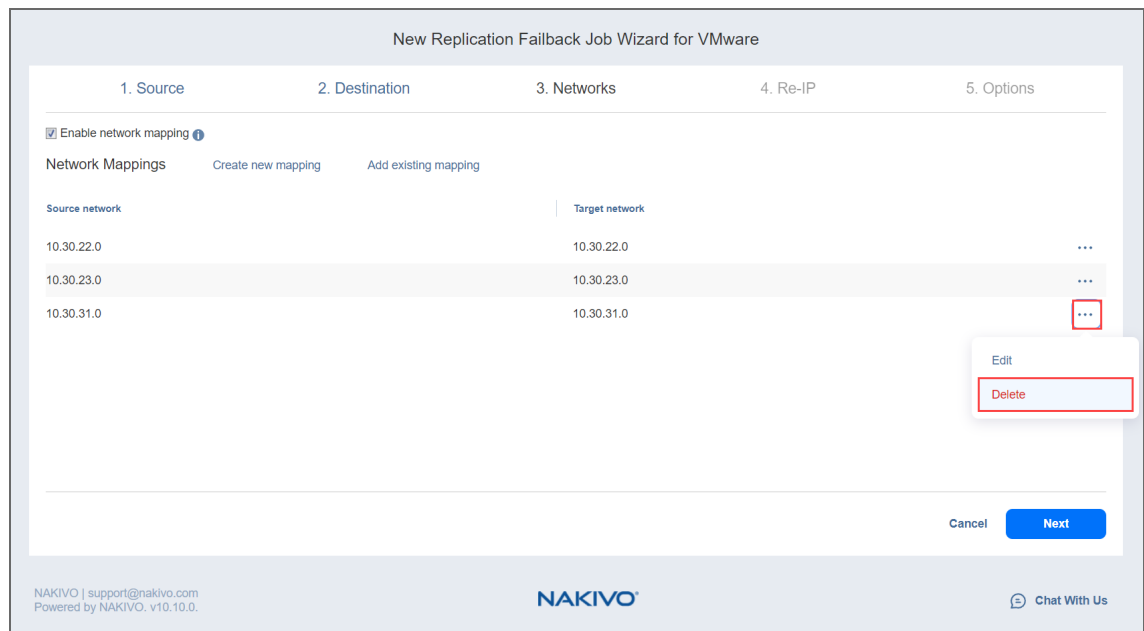 New Replication Failback Job Wizard for VMware
1. Source 2. Destination 3. Networks 4. Re-IP 5. Options
Enable network mapping
Network Mappings Create new mapping Add existing mapping
Source network Target network
10.30.22.0 10.30.22.0 ...
10.30.23.0 10.30.23.0 ...
10.30.31.0 10.30.31.0 ...
Edit
Delete
Cancel Next
NAKIVO | support@nakivo.com
Powered by NAKIVO. v10.10.0.
NAKIVO®
Chat With Us